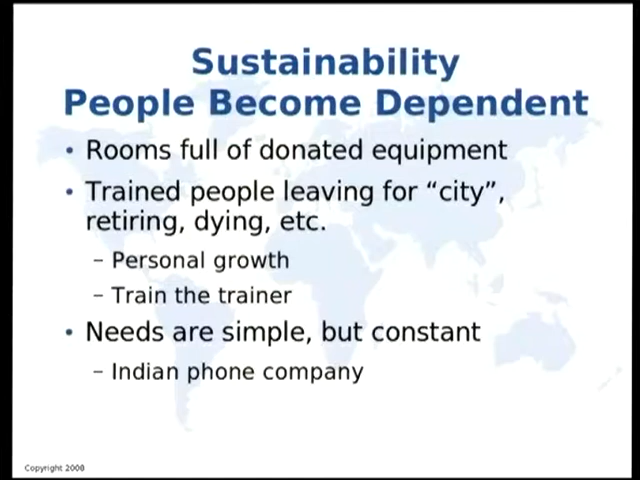 Sustainability
People Become Dependent
• Rooms full of donated equipment
• Trained people leaving for “city”,
retiring, dying, etc.
– Personal growth
– Train the trainer
• Needs are simple, but constant
– Indian phone company
Copyright 2008